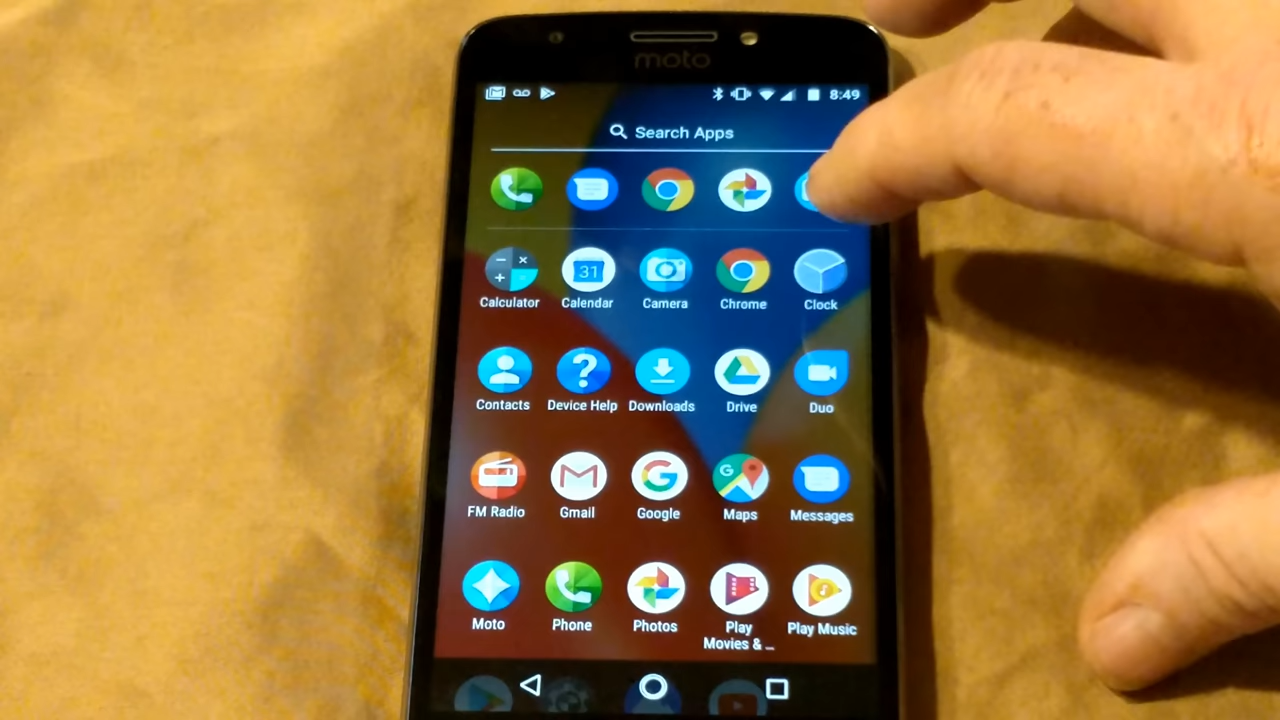 moto
8:49
Search Apps
31
Calculator Calendar Camera Chrome Clock
Contacts Device Help Downloads Drive Duo
G
FM Radio Gmail Google Maps Messages
Moto Phone Photos Play Movies & … Play Music